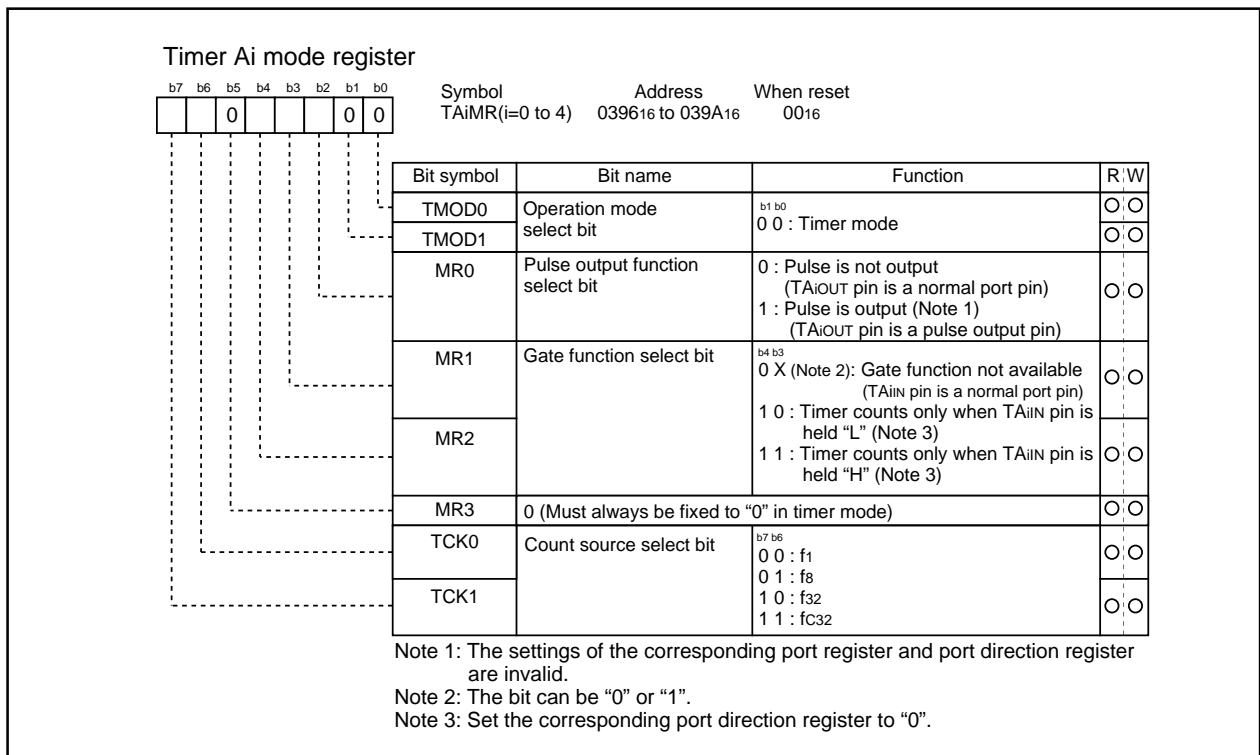 Timer Ai mode register
b7 b6 b5 b4 b3 b2 b1 b0
0 0 0
Symbol Address When reset
TAiMR(i=0 to 4) 039616 to 039A16 0016
Bit symbol Bit name Function R W
TMOD0 Operation mode select bit
b1 b0
0 0 : Timer mode
TMOD1
MR0 Pulse output function select bit
0 : Pulse is not output
(TAiOUT pin is a normal port pin)
1 : Pulse is output (Note 1)
(TAiOUT pin is a pulse output pin)
MR1 Gate function select bit
b4 b3
0 X (Note 2): Gate function not available
(TAiIN pin is a normal port pin)
1 0 : Timer counts only when TAiIN pin is
held “L” (Note 3)
MR2
1 1 : Timer counts only when TAiIN pin is
held “H” (Note 3)
MR3 0 (Must always be fixed to “0” in timer mode)
TCK0 Count source select bit
b7 b6
0 0 : f1
0 1 : f8
TCK1
1 0 : f32
1 1 : fC32
Note 1: The settings of the corresponding port register and port direction register
are invalid.
Note 2: The bit can be “0” or “1”.
Note 3: Set the corresponding port direction register to “0”.